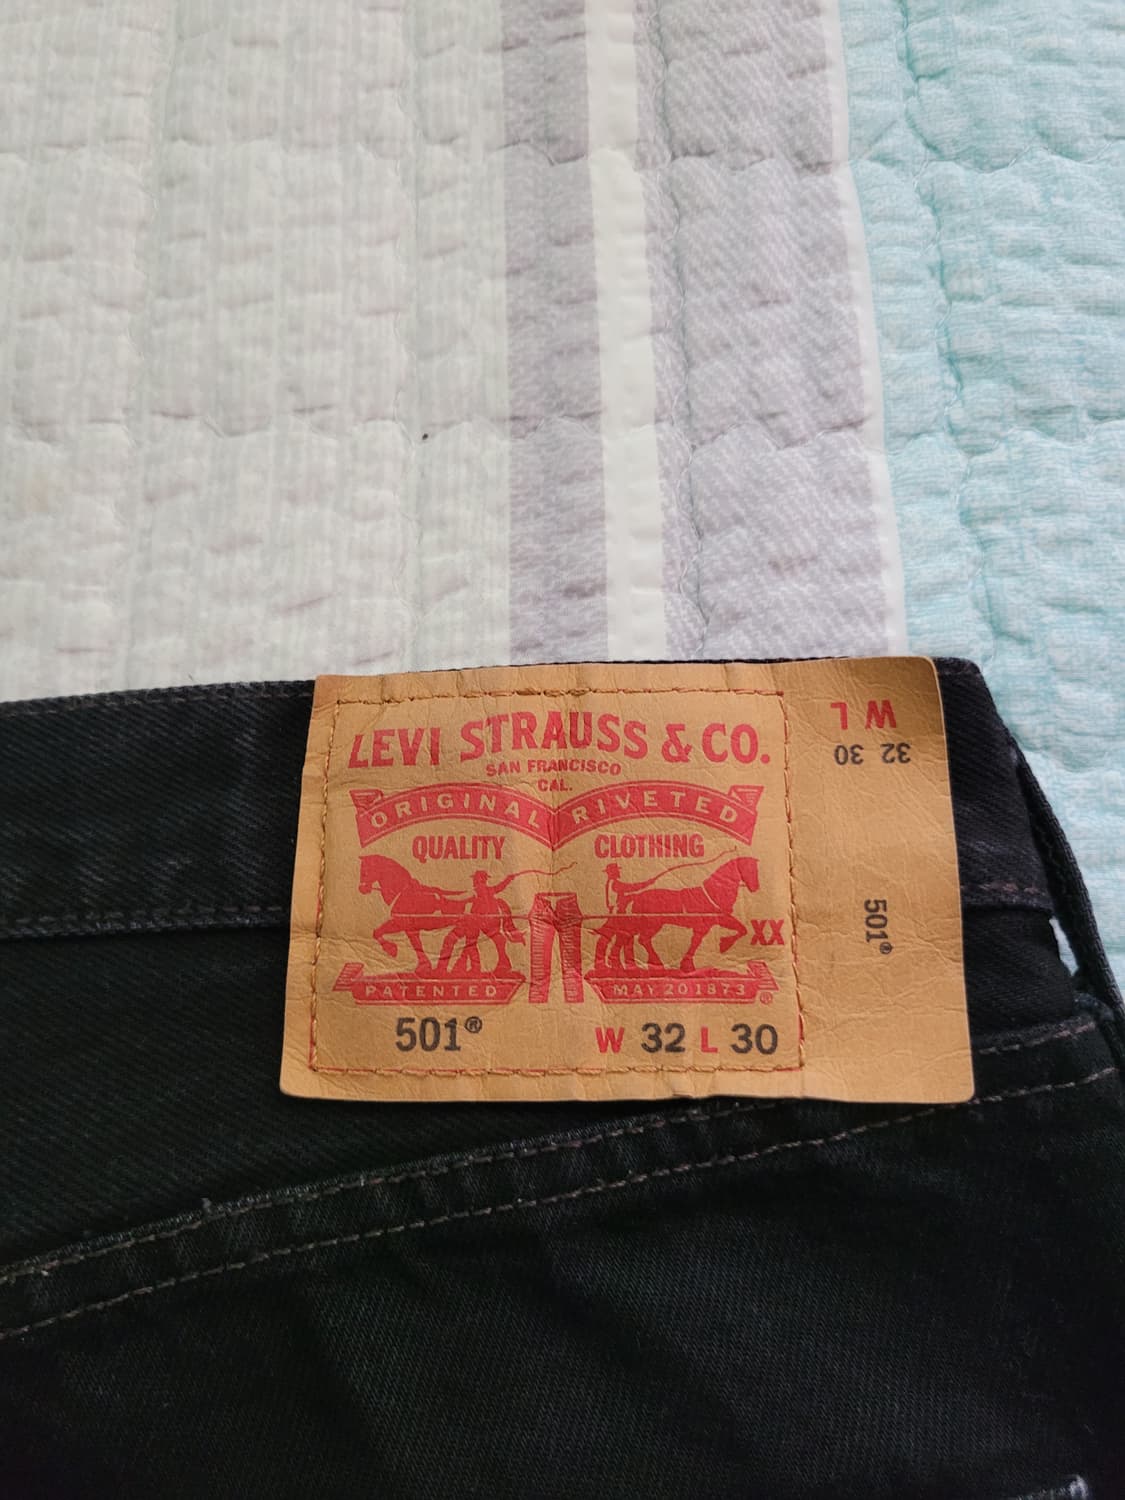 LEVI STRAUSS & CO.
SAN FRANCISCO
CAL.
ORIGINAL RIVETED
QUALITY CLOTHING
XX
PATENTED MAY 20 1873 ®
501® W 32 L 30
W L
32 30
501®